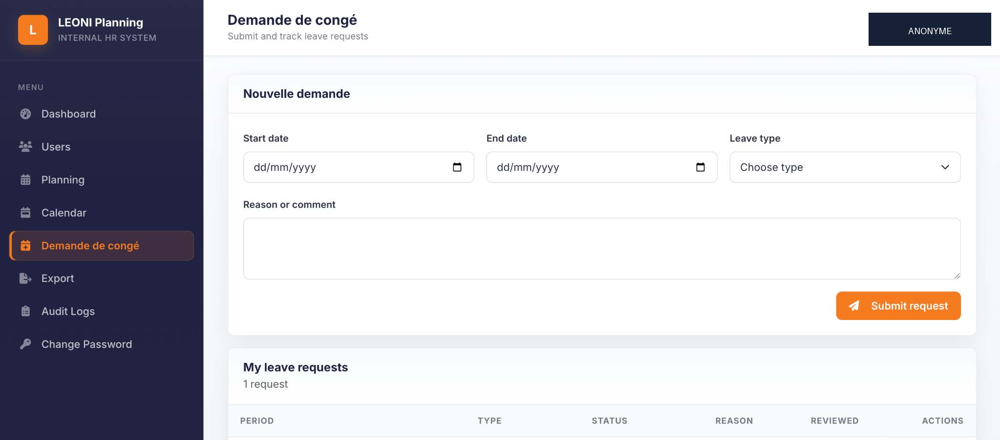 L
LEONI Planning
INTERNAL HR SYSTEM
MENU
Dashboard
Users
Planning
Calendar
Demande de congé
Export
Audit Logs
Change Password
Demande de congé
Submit and track leave requests
ANONYME
Nouvelle demande
Start date
End date
Leave type
dd/mm/yyyy
dd/mm/yyyy
Choose type
Reason or comment
Submit request
My leave requests
1 request
PERIOD TYPE STATUS REASON REVIEWED ACTIONS